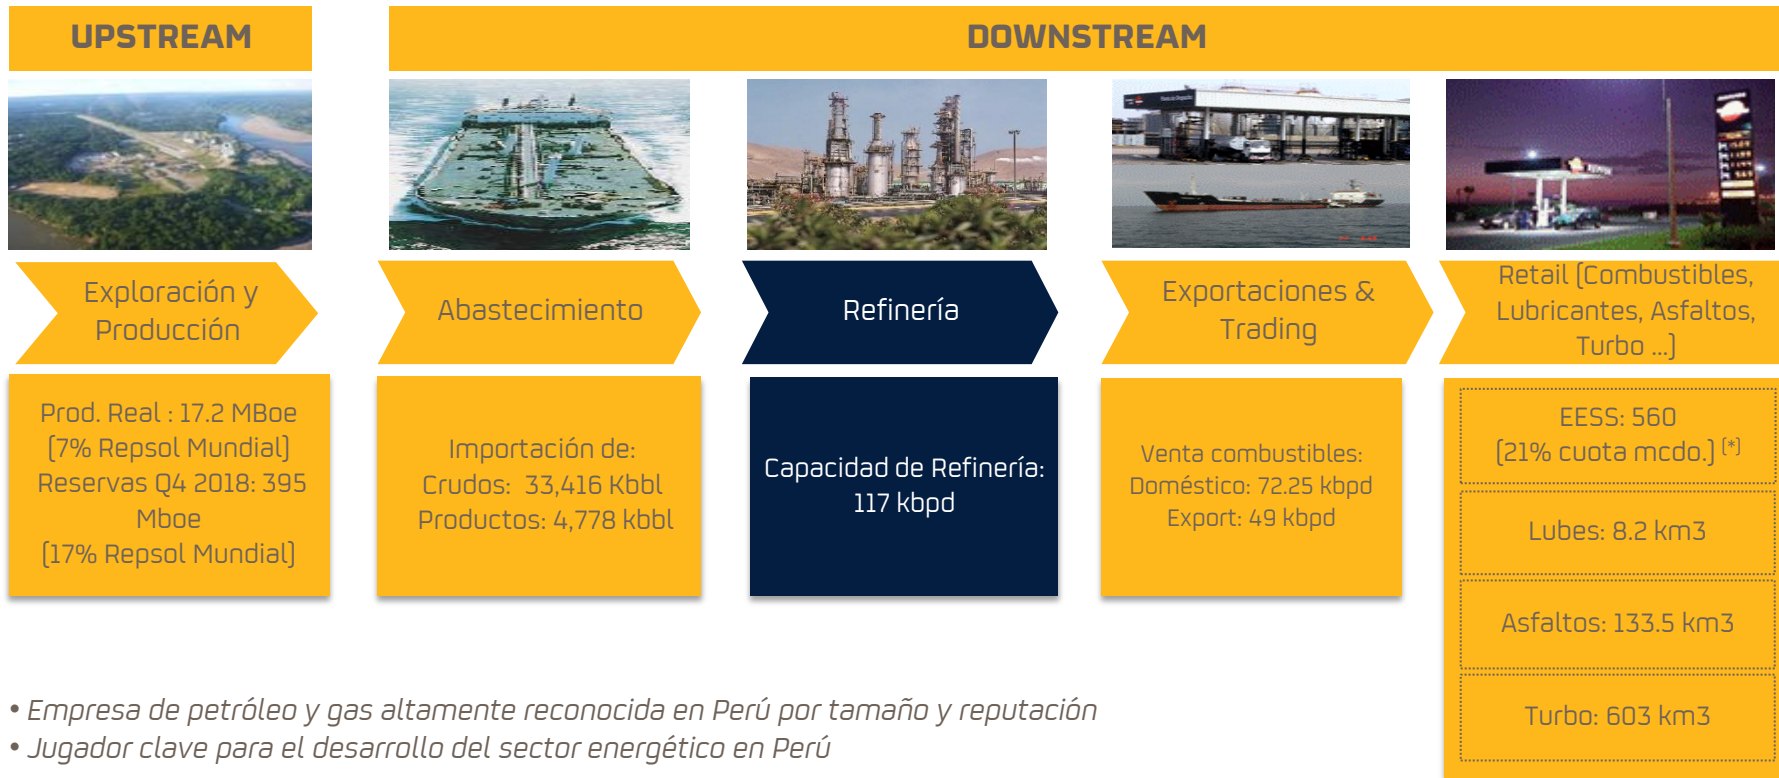 UPSTREAM
DOWNSTREAM
Exploración y
Producción
Abastecimiento
Refinería
Exportaciones &
Trading
Retail (Combustibles,
Lubricantes, Asfaltos,
Turbo ...)
Prod. Real : 17.2 MBoe
(7% Repsol Mundial)
Reservas Q4 2018: 395
Mboe
(17% Repsol Mundial)
Importación de:
Crudos: 33,416 Kbbl
Productos: 4,778 kbbl
Capacidad de Refinería:
117 kbpd
Venta combustibles:
Doméstico: 72.25 kbpd
Export: 49 kbpd
EESS: 560
(21% cuota mcdo.) (*)
Lubes: 8.2 km3
Asfaltos: 133.5 km3
Turbo: 603 km3
• Empresa de petróleo y gas altamente reconocida en Perú por tamaño y reputación
• Jugador clave para el desarrollo del sector energético en Perú